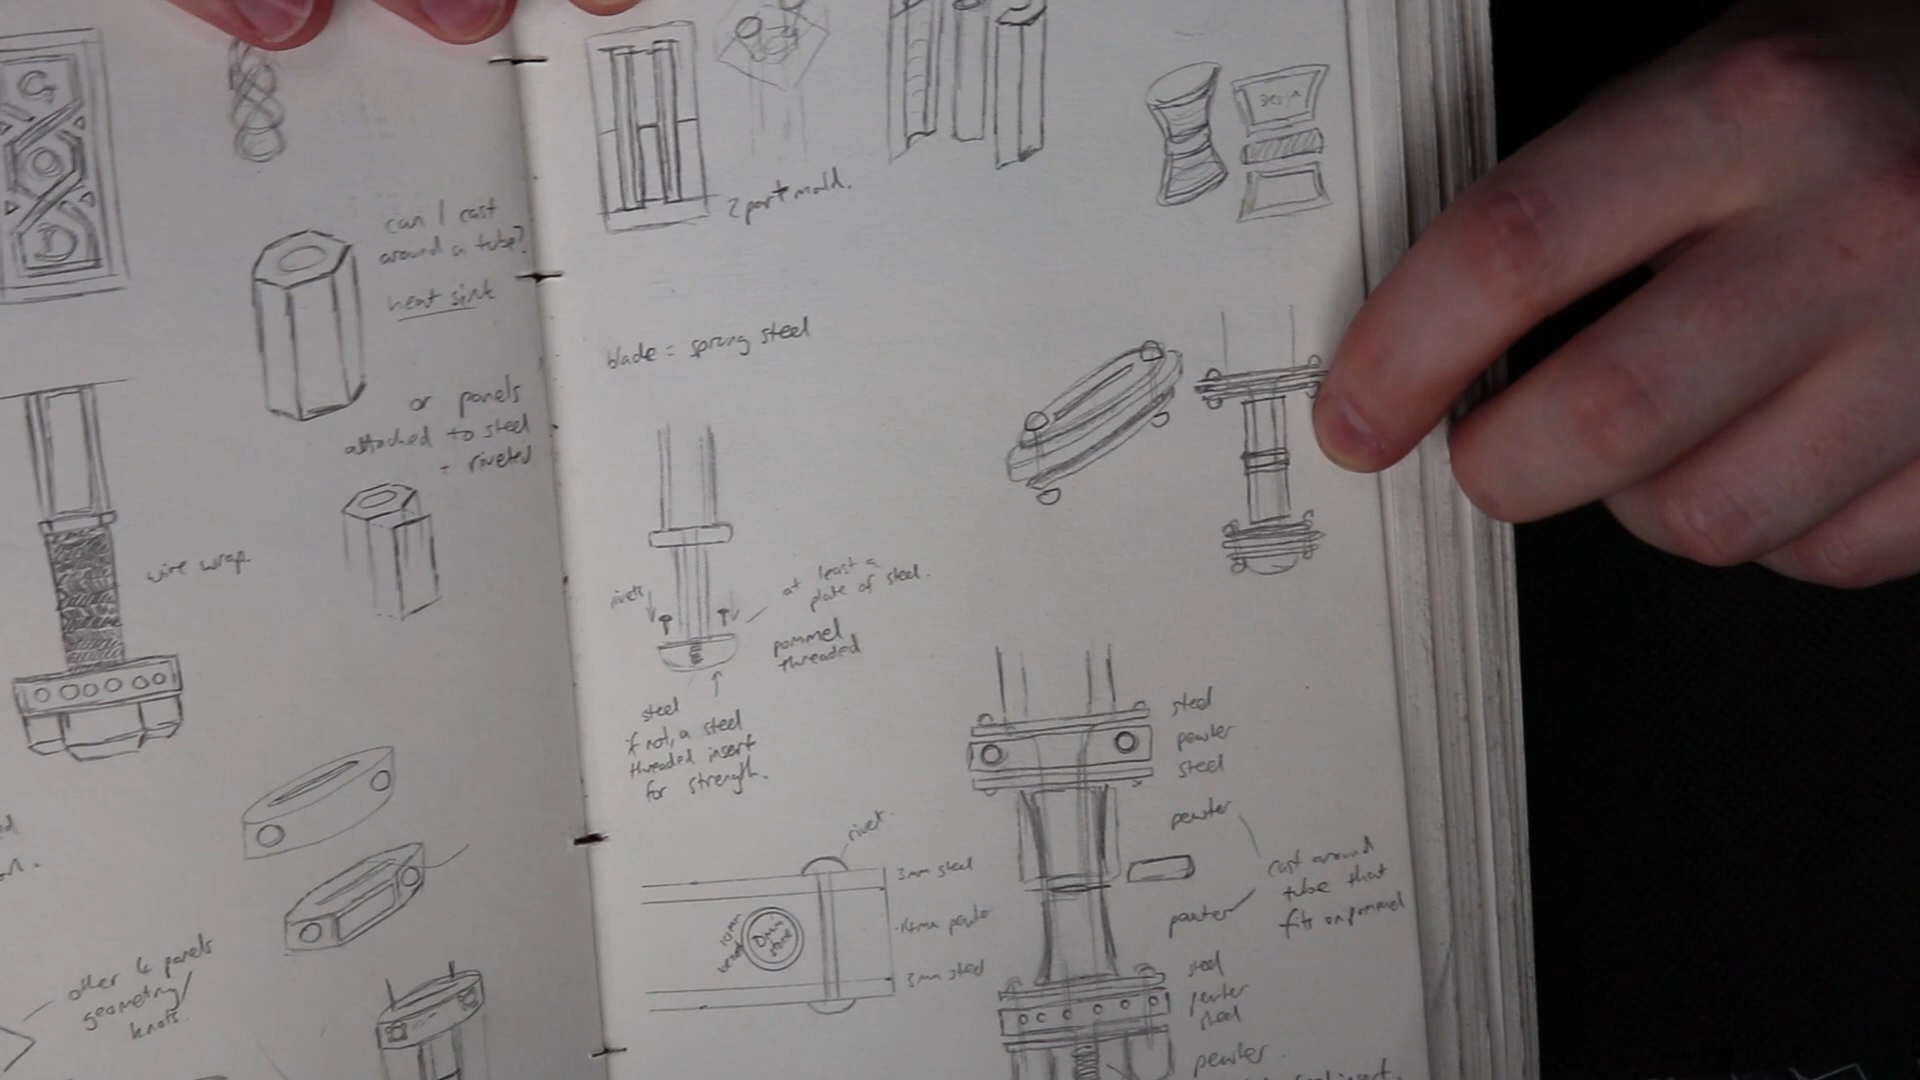 can I cast
around a tube?
heat sink
or panels
attached to steel
+ riveted
wire wrap
other 4 panels
geometry/
knots.
2 part mold.
blade = spring steel
rivets
at least a
plate of steel.
pommel
threaded
steel
if not, a steel
threaded insert
for strength.
rivet
3mm steel
14mm
3mm steel
10mm
stone
steel
pewter
steel
pewter
cast around
tube that
fits on pommel
pewter
steel
pewter
steel
pewter